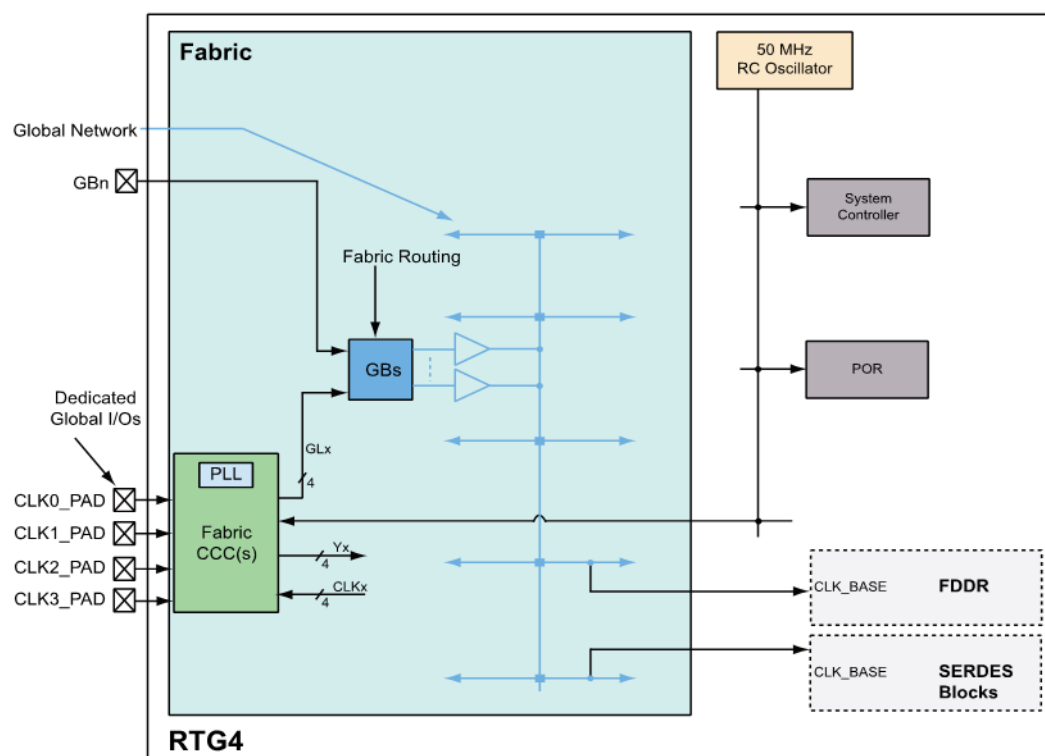 Fabric
50 MHz
RC Oscillator
Global Network
GBn
System
Controller
Fabric Routing
GBs
POR
Dedicated
Global I/Os
GLx
4
PLL
CLK0_PAD
CLK1_PAD
CLK2_PAD
CLK3_PAD
Fabric
CCC(s)
Yx
4
CLKx
4
CLK_BASE FDDR
CLK_BASE SERDES
Blocks
RTG4